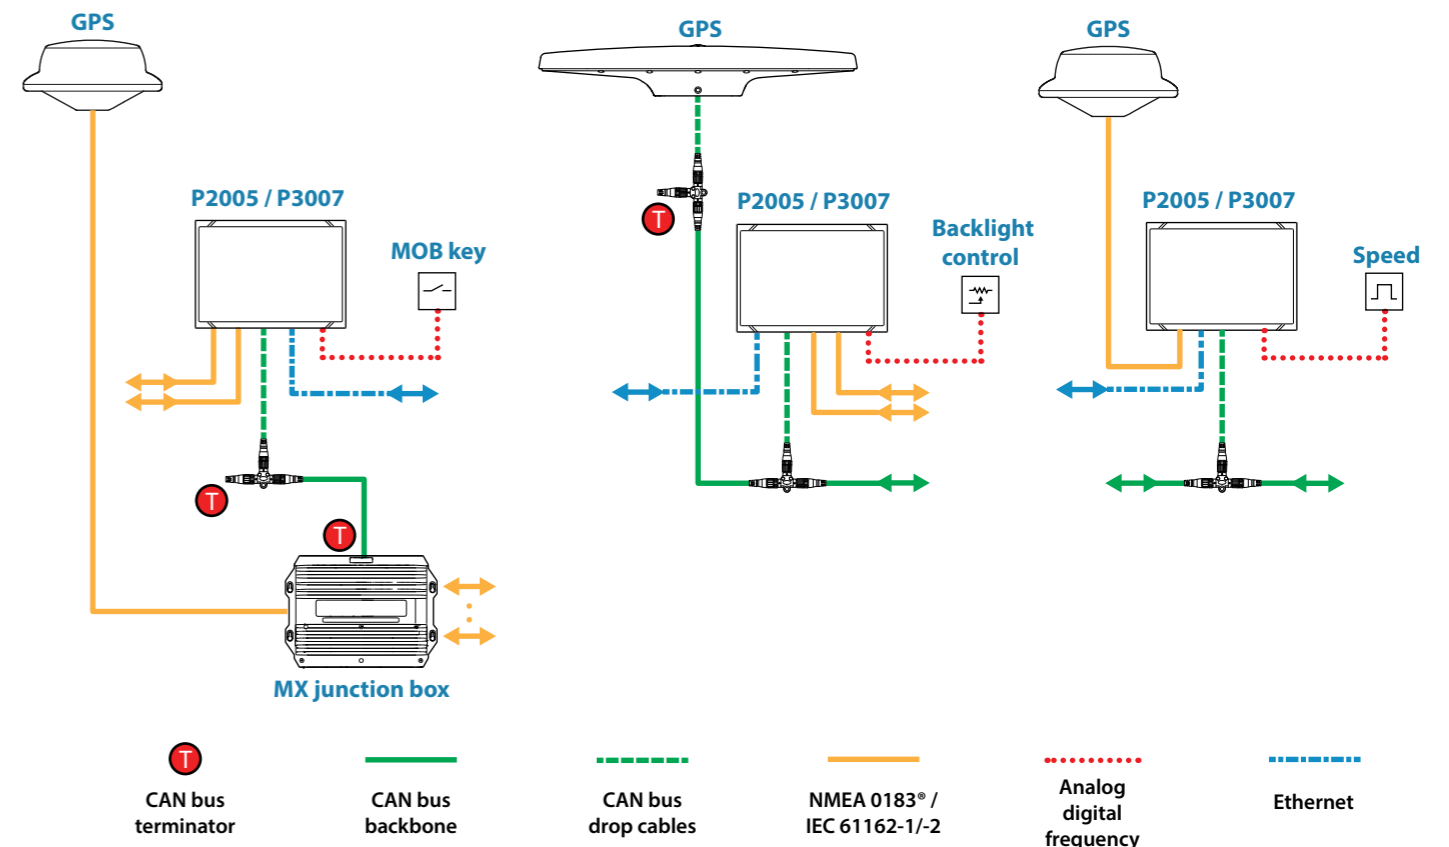 GPS
GPS
GPS
P2005 / P3007
P2005 / P3007
P2005 / P3007
MOB key
Backlight
control
Speed
T
T
T
MX junction box
T
CAN bus
terminator
CAN bus
backbone
CAN bus
drop cables
NMEA 0183® /
IEC 61162-1/-2
Analog
digital
frequency
Ethernet